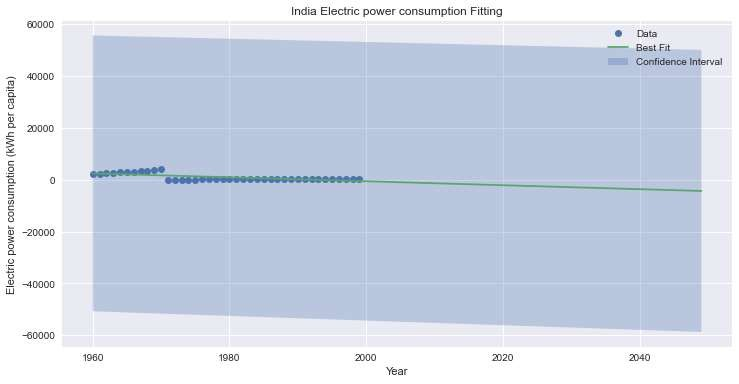 India Electric power consumption Fitting
60000
40000
20000
0
−20000
−40000
−60000
Electric power consumption (kWh per capita)
Data
Best Fit
Confidence Interval
1960
1980
2000
2020
2040
Year